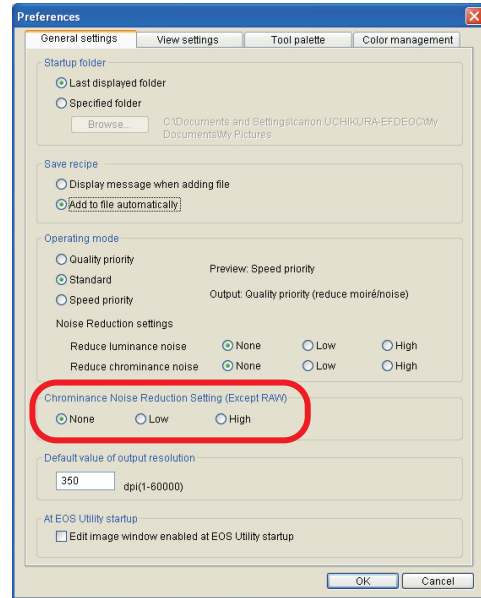 Preferences
General settings View settings Tool palette Color management
Startup folder
Last displayed folder
Specified folder
Browse... C:\Documents and Settings\canon.UCHIKURA-EFDEOC\My
Documents\My Pictures
Save recipe
Display message when adding file
Add to file automatically
Operating mode
Quality priority
Preview: Speed priority
Standard
Output: Quality priority (reduce moiré/noise)
Speed priority
Noise Reduction settings
Reduce luminance noise None Low High
Reduce chrominance noise None Low High
Chrominance Noise Reduction Setting (Except RAW)
None Low High
Default value of output resolution
350 dpi(1-60000)
At EOS Utility startup
Edit image window enabled at EOS Utility startup
OK Cancel